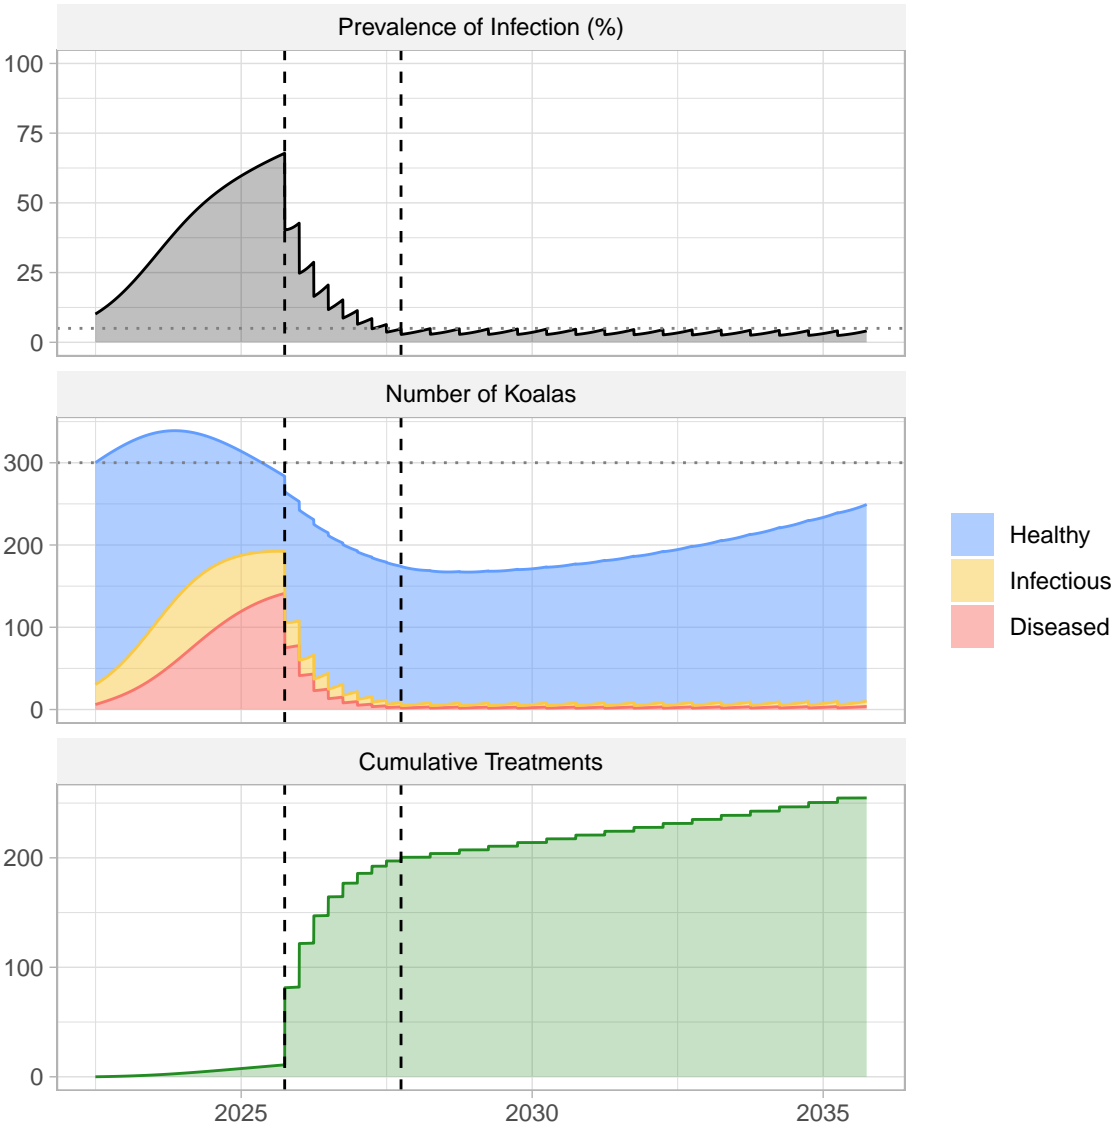 Prevalence of Infection (%)
100
75
50
25
0
Number of Koalas
300
200
100
0
Healthy
Infectious
Diseased
Cumulative Treatments
200
100
0
2025
2030
2035